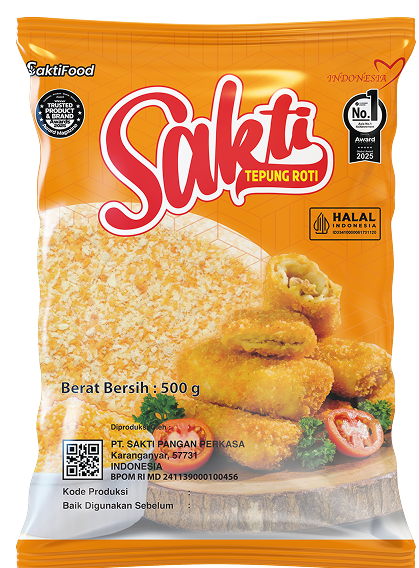 SaktiFood
INDONESIA
TRUSTED
PRODUCT
& BRAND
No.1
Award
2025
Sakti
TEPUNG ROTI
HALAL
INDONESIA
Berat Bersih : 500 g
Diproduksi Oleh :
PT. SAKTI PANGAN PERKASA
Karanganyar, 57731
INDONESIA
BPOM RI MD 241139000100456
Kode Produksi :
Baik Digunakan Sebelum :